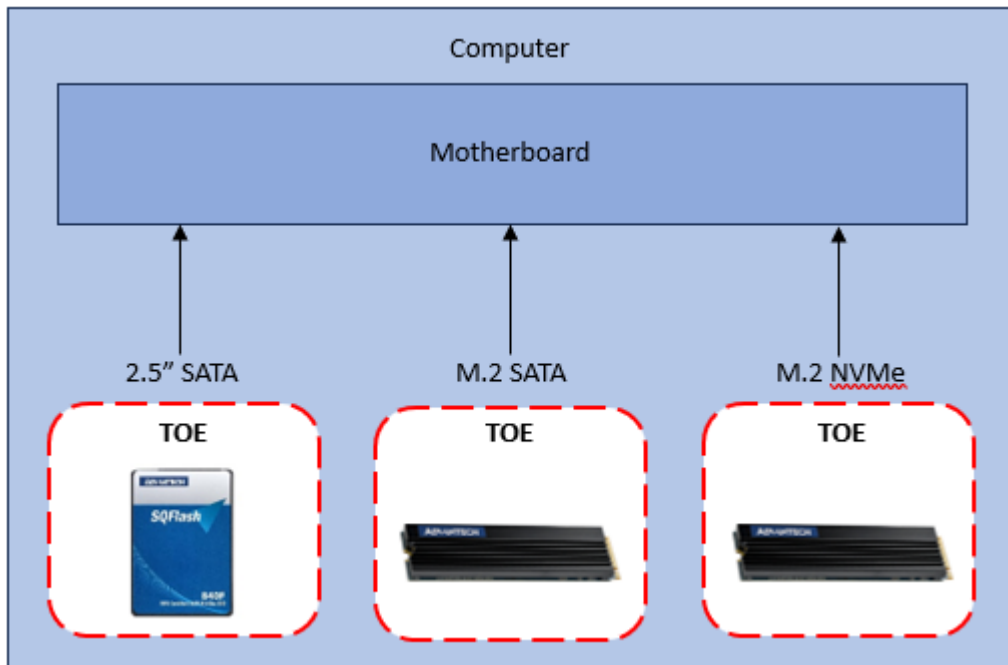 Computer
Motherboard
2.5” SATA
M.2 SATA
M.2 NVMe
TOE
TOE
TOE
ADVANTECH
SQFlash
ADVANTECH
ADVANTECH